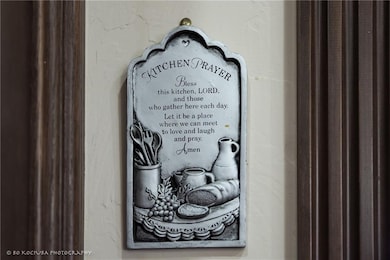 KITCHEN PRAYER
Bless
this kitchen, LORD,
and those
who gather here each day.
Let it be a place
where we can meet
to love and laugh
and pray.
Amen
© BO KOCHUBA PHOTOGRAPHY